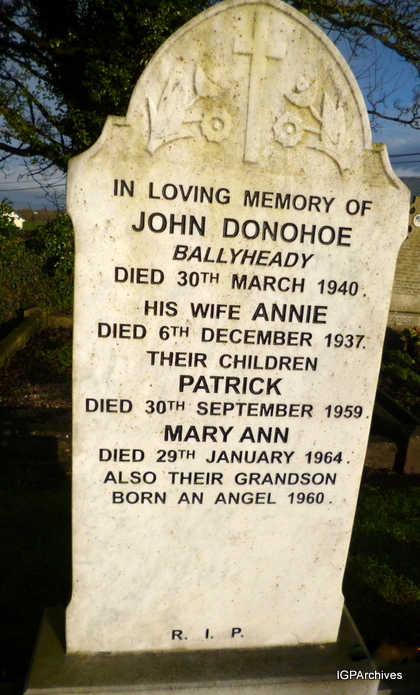 IN LOVING MEMORY OF
JOHN DONOHOE
BALLYHEADY
DIED 30TH MARCH 1940.
HIS WIFE ANNIE
DIED 6TH DECEMBER 1937.
THEIR CHILDREN
PATRICK
DIED 30TH SEPTEMBER 1959.
MARY ANN
DIED 29TH JANUARY 1964.
ALSO THEIR GRANDSON
BORN AN ANGEL 1960.
R. I. P.
IGPArchives